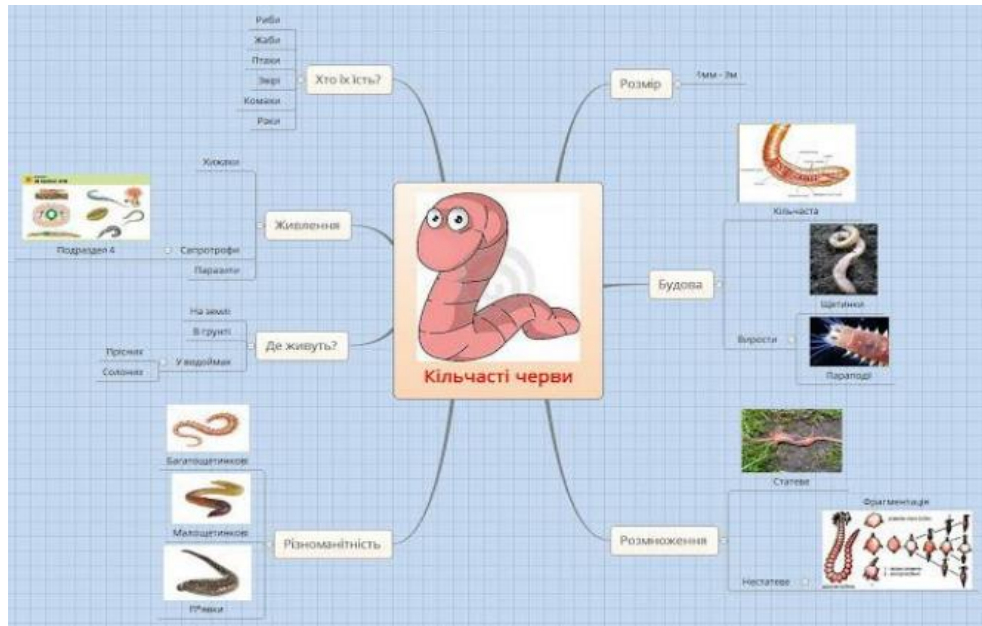 Риби
Жаби
Птахи
Звірі
Комахи
Раки
Хто їх їсть?
Розмір
1мм - 3м
Хижаки
Живлення
Подраздел 4
Сапротрофи
Паразити
Кільчаста
Будова
Щетинки
Вирости
Параподії
На землі
В грунті
Де живуть?
Прісних
У водоймах
Солоних
Кільчасті черви
Багатощетинкові
Малощетинкові
Різноманітність
П*явки
Статеве
Розмноження
Фрагментація
Нестатеве